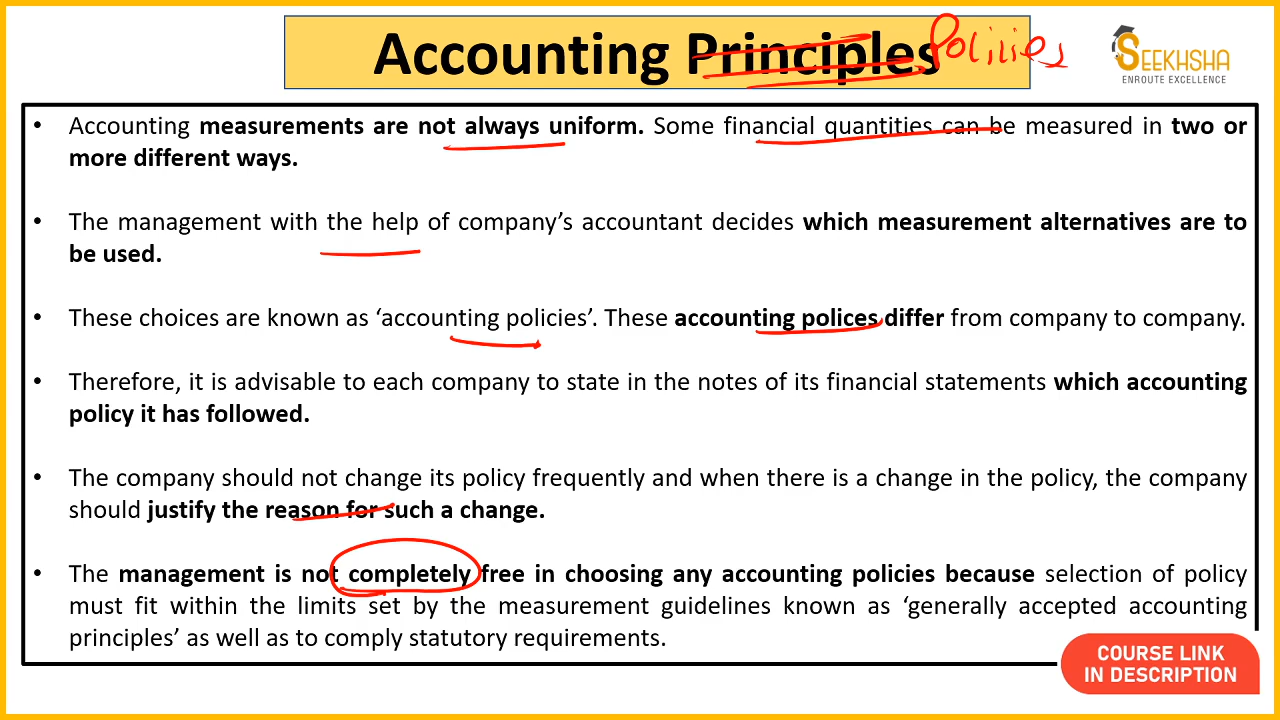 Accounting Principles Policies
SEEKHSHA
ENROUTE EXCELLENCE
• Accounting measurements are not always uniform. Some financial quantities can be measured in two or
more different ways.
• The management with the help of company's accountant decides which measurement alternatives are to
be used.
• These choices are known as ‘accounting policies’. These accounting polices differ from company to company.
• Therefore, it is advisable to each company to state in the notes of its financial statements which accounting
policy it has followed.
• The company should not change its policy frequently and when there is a change in the policy, the company
should justify the reason for such a change.
• The management is not completely free in choosing any accounting policies because selection of policy
must fit within the limits set by the measurement guidelines known as ‘generally accepted accounting
principles’ as well as to comply statutory requirements.
COURSE LINK
IN DESCRIPTION